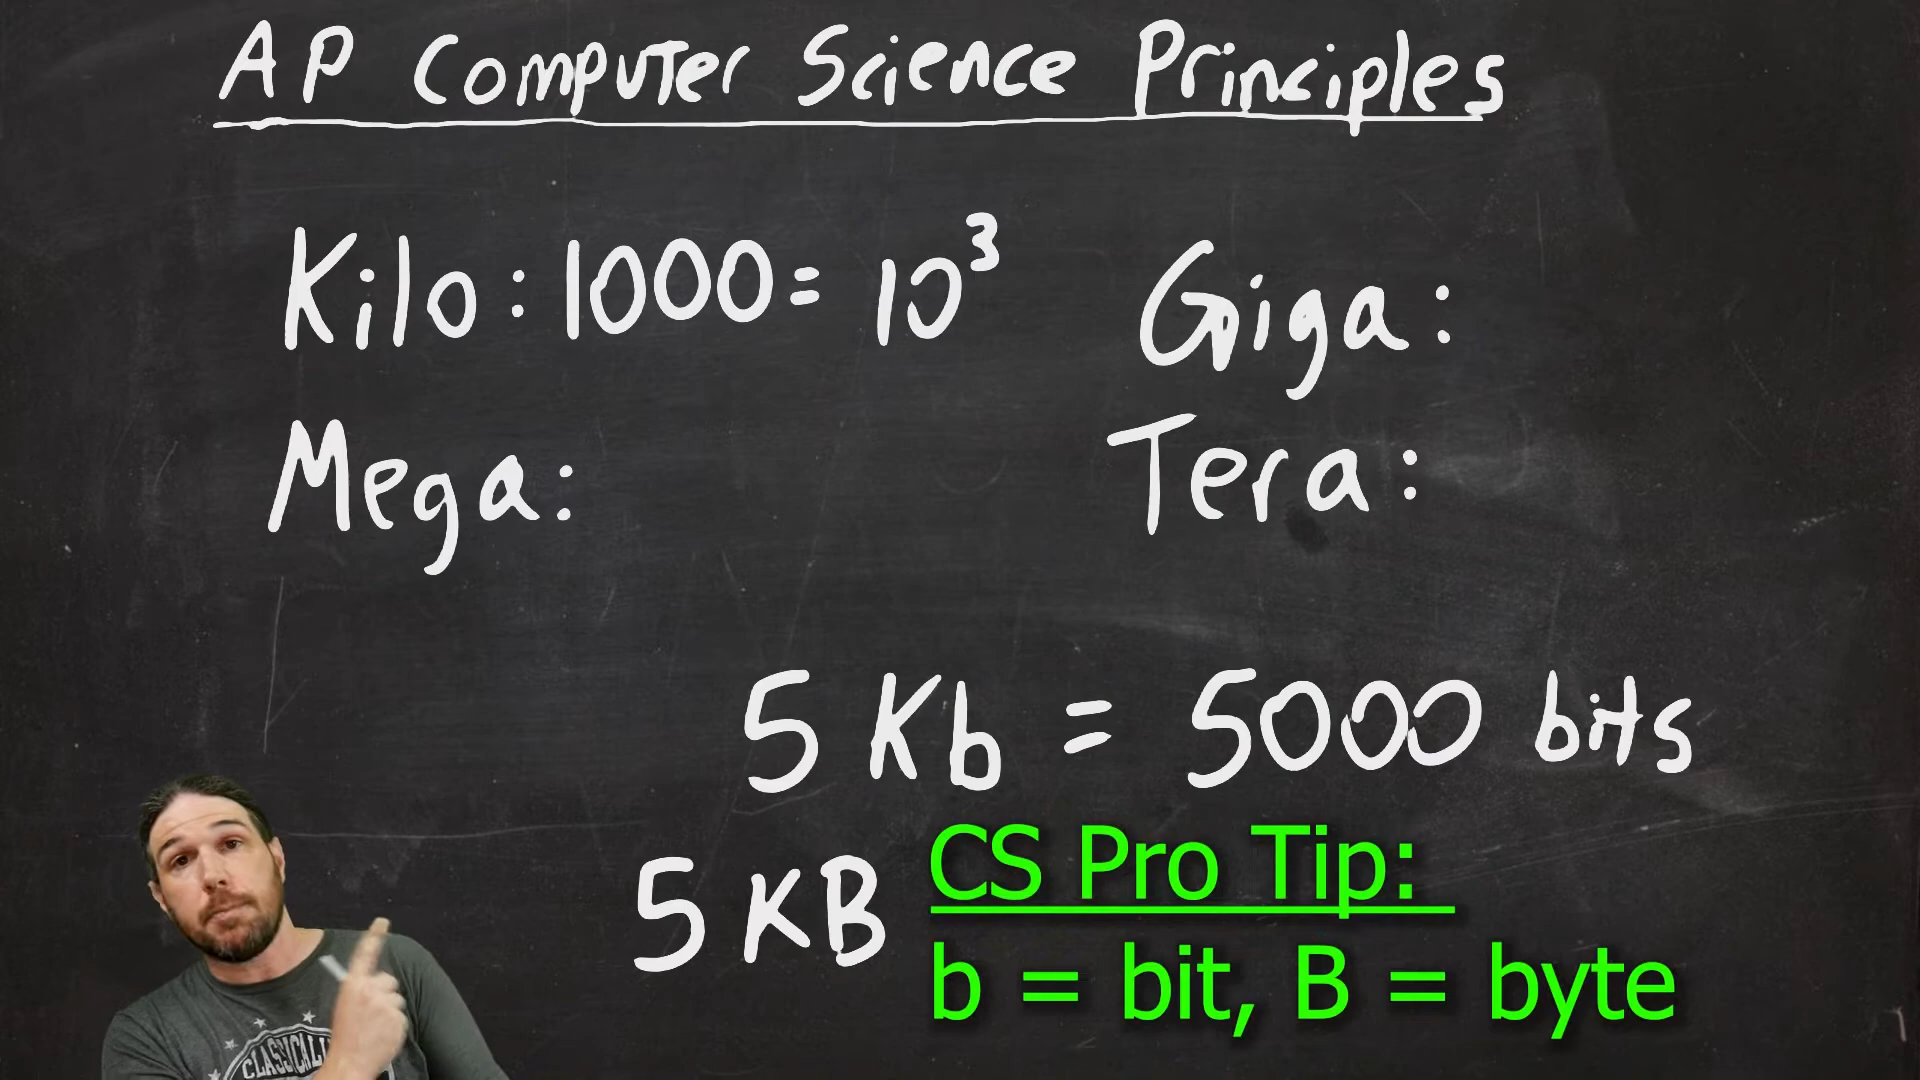 AP Computer Science Principles
Kilo: 1000 = 10³
Giga:
Mega:
Tera:
5 Kb = 5000 bits
5 KB
CS Pro Tip:
b = bit, B = byte